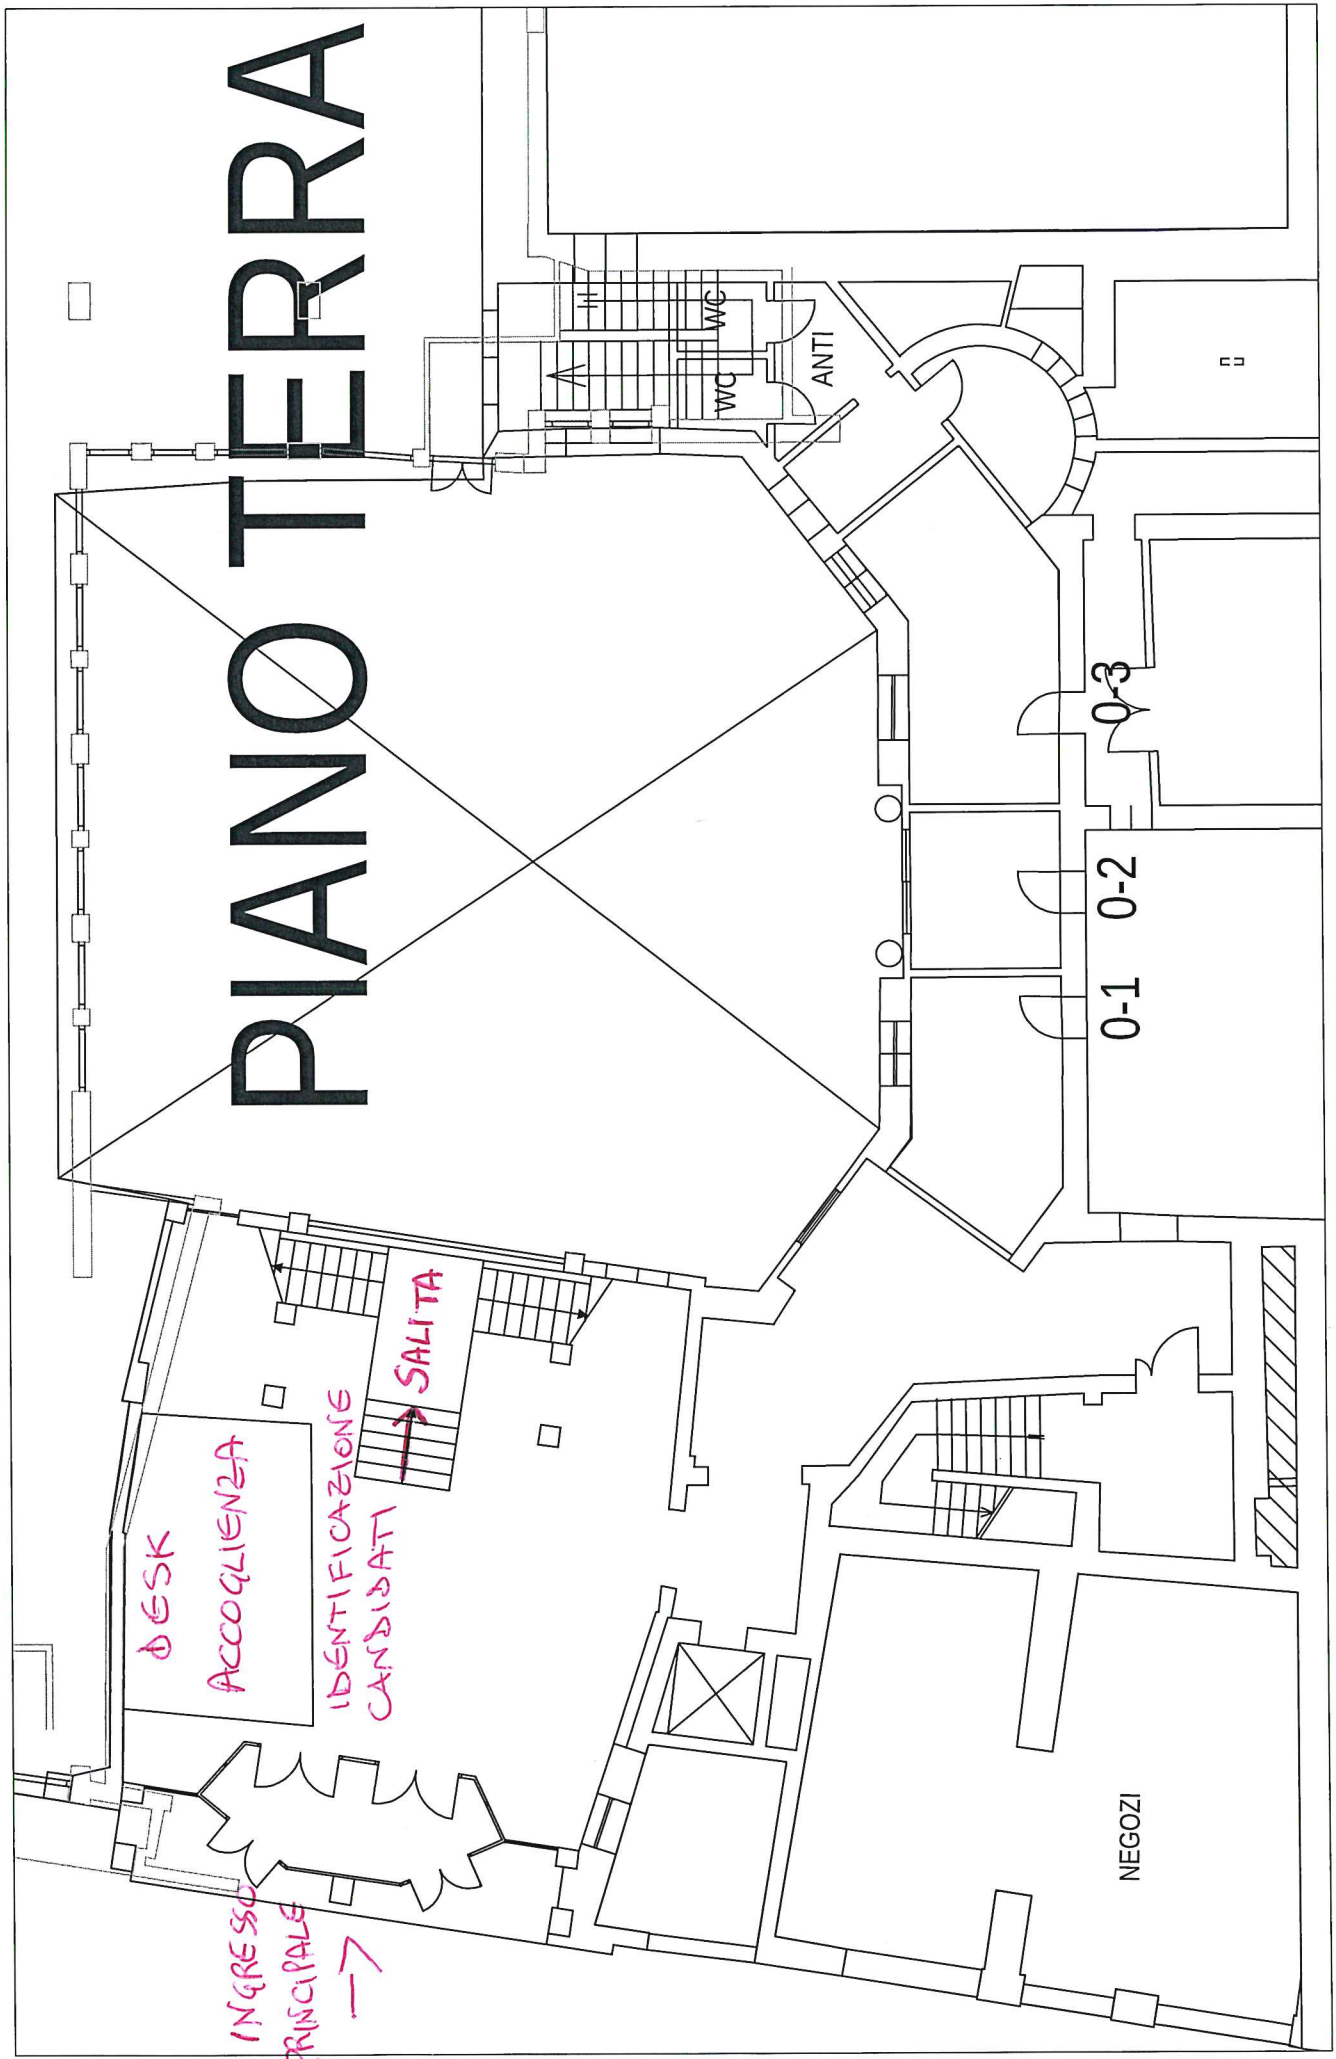 PIANO TERRA
WC
WC
ANTI
DESK
ACCOGLIENZA
IDENTIFICAZIONE
CANDIDATI
SALITA
INGRESSO
PRINCIPALE
0-1
0-2
0-3
NEGOZI